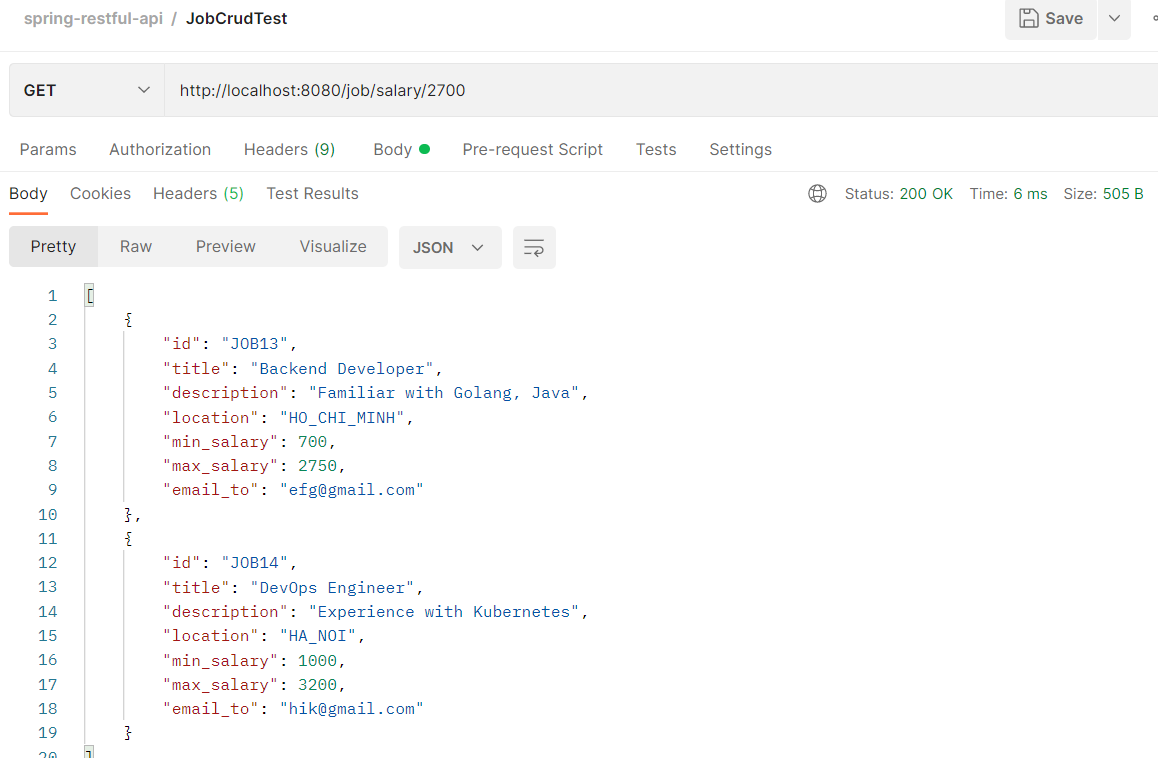 spring-restful-api / JobCrudTest
Save
GET http://localhost:8080/job/salary/2700
Params Authorization Headers (9) Body Pre-request Script Tests Settings
Body Cookies Headers (5) Test Results Status: 200 OK Time: 6 ms Size: 505 B
Pretty Raw Preview Visualize JSON
1 [
2 {
3 "id": "JOB13",
4 "title": "Backend Developer",
5 "description": "Familiar with Golang, Java",
6 "location": "HO_CHI_MINH",
7 "min_salary": 700,
8 "max_salary": 2750,
9 "email_to": "efg@gmail.com"
10 },
11 {
12 "id": "JOB14",
13 "title": "DevOps Engineer",
14 "description": "Experience with Kubernetes",
15 "location": "HA_NOI",
16 "min_salary": 1000,
17 "max_salary": 3200,
18 "email_to": "hik@gmail.com"
19 }
20 ]